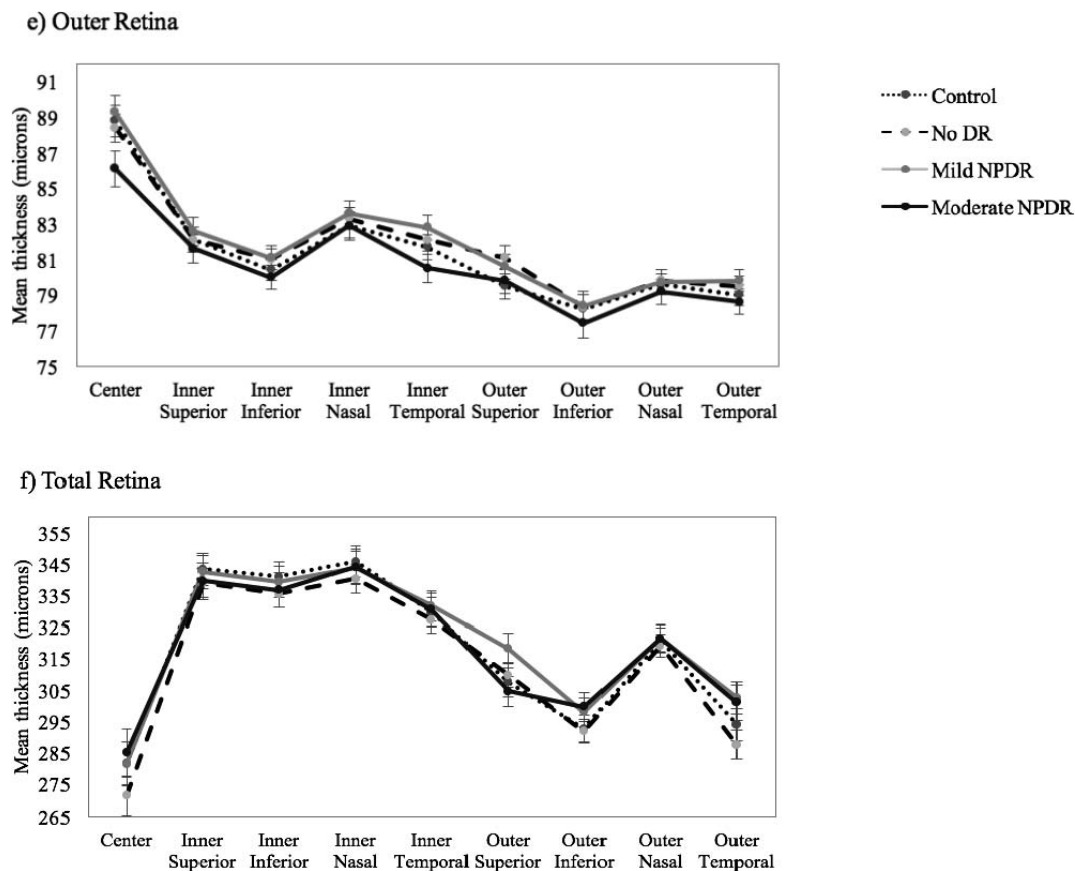 e) Outer Retina
Mean thickness (microns)
91
89
87
85
83
81
79
77
75
Center
Inner Superior
Inner Inferior
Inner Nasal
Inner Temporal
Outer Superior
Outer Inferior
Outer Nasal
Outer Temporal
Control
No DR
Mild NPDR
Moderate NPDR
f) Total Retina
Mean thickness (microns)
355
345
335
325
315
305
295
285
275
265
Center
Inner Superior
Inner Inferior
Inner Nasal
Inner Temporal
Outer Superior
Outer Inferior
Outer Nasal
Outer Temporal